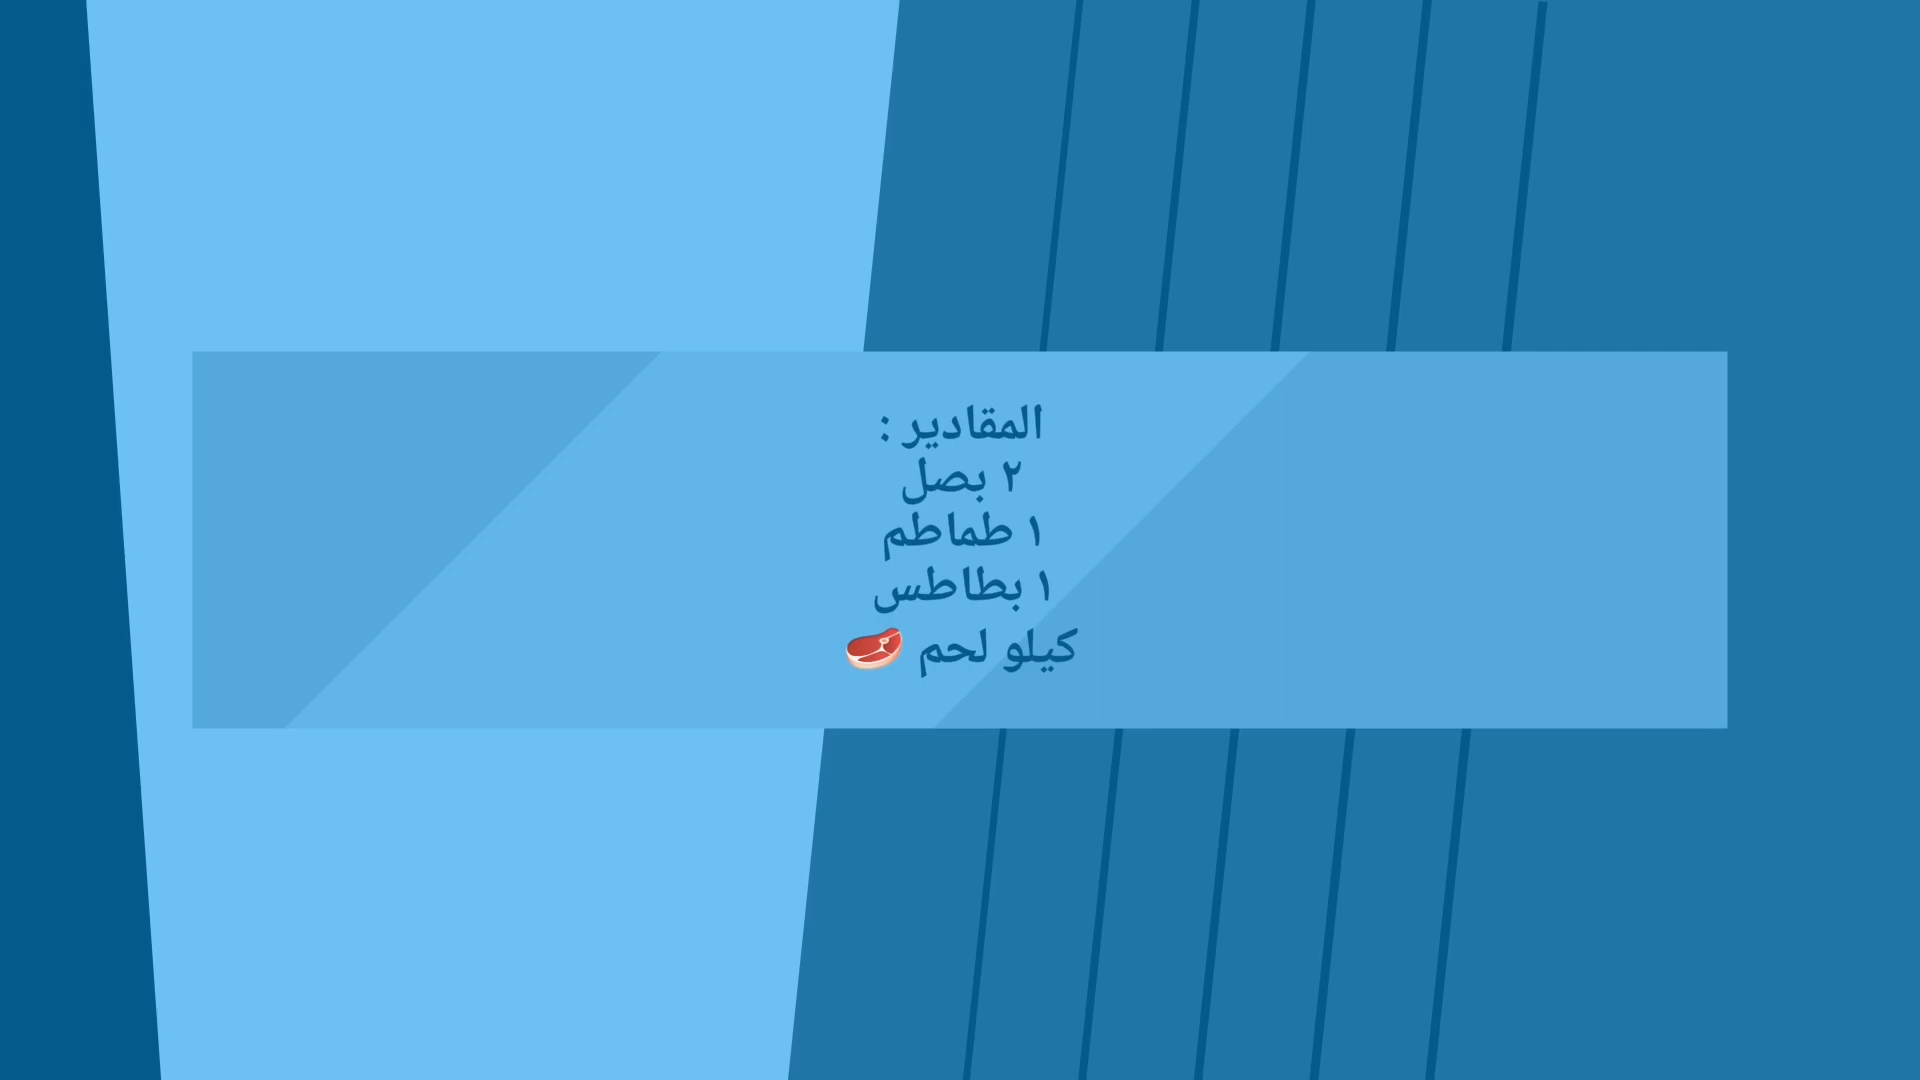 المقادير :
٢ بصل
١ طماطم
١ بطاطس
كيلو لحم 🥩